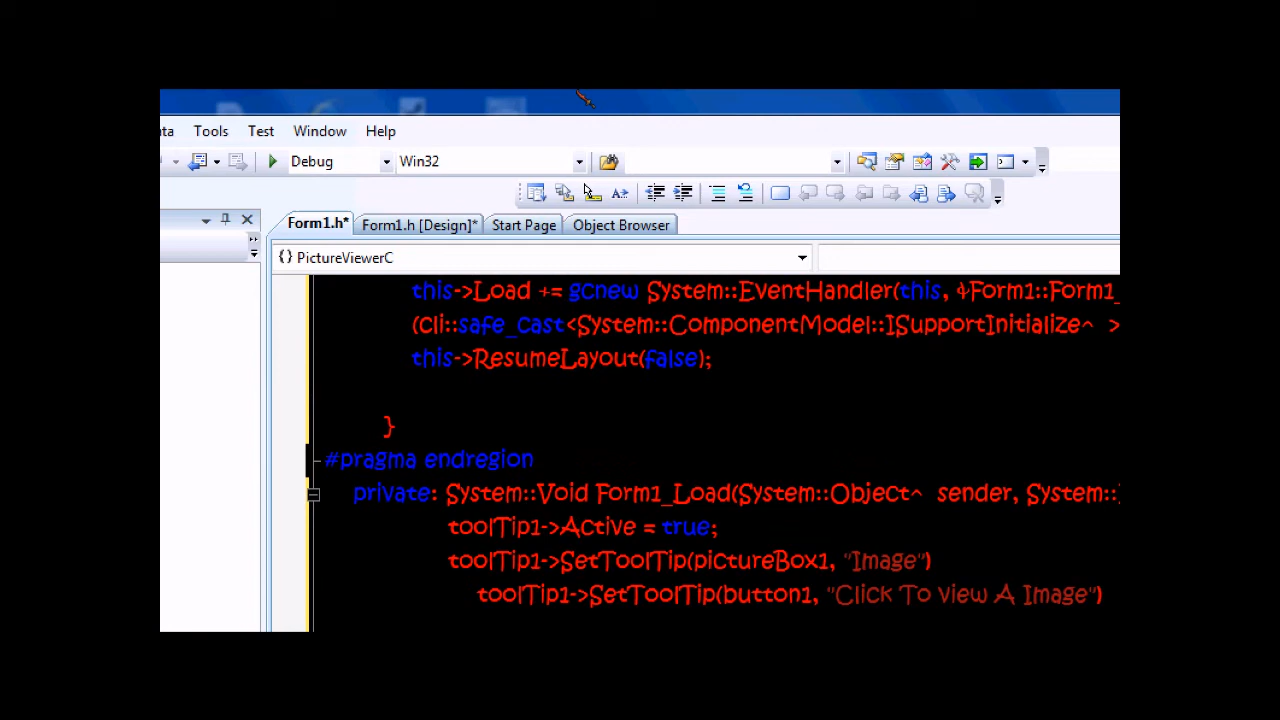 Tools Test Window Help
Debug Win32
Form1.h* Form1.h [Design]* Start Page Object Browser
{} PictureViewerC
this->Load += gcnew System::EventHandler(this, &Form1::Form1_
(cli::safe_cast<System::ComponentModel::ISupportInitialize^ >
this->ResumeLayout(false);
}
#pragma endregion
private: System::Void Form1_Load(System::Object^ sender, System::
toolTip1->Active = true;
toolTip1->SetToolTip(pictureBox1, "Image")
toolTip1->SetToolTip(button1, "Click To view A Image")